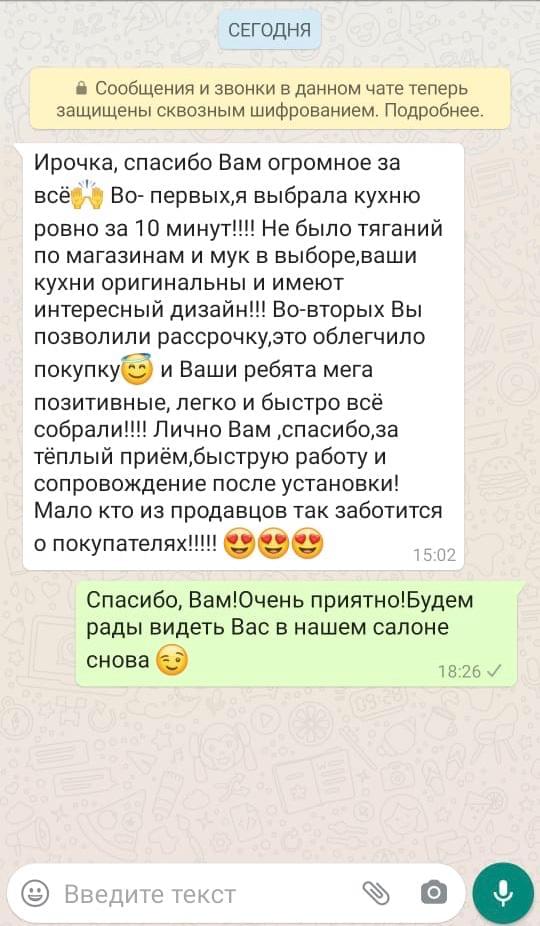 СЕГОДНЯ
Сообщения и звонки в данном чате теперь
защищены сквозным шифрованием. Подробнее.
Ирочка, спасибо Вам огромное за
всё🙌 Во- первых,я выбрала кухню
ровно за 10 минут!!!! Не было тяганий
по магазинам и мук в выборе,ваши
кухни оригинальны и имеют
интересный дизайн!!! Во-вторых Вы
позволили рассрочку,это облегчило
покупку😇 и Ваши ребята мега
позитивные, легко и быстро всё
собрали!!!! Лично Вам ,спасибо,за
тёплый приём,быструю работу и
сопровождение после установки!
Мало кто из продавцов так заботится
о покупателях!!!!! 😍😍😍
15:02
Спасибо, Вам!Очень приятно!Будем
рады видеть Вас в нашем салоне
снова 😉
18:26
Введите текст